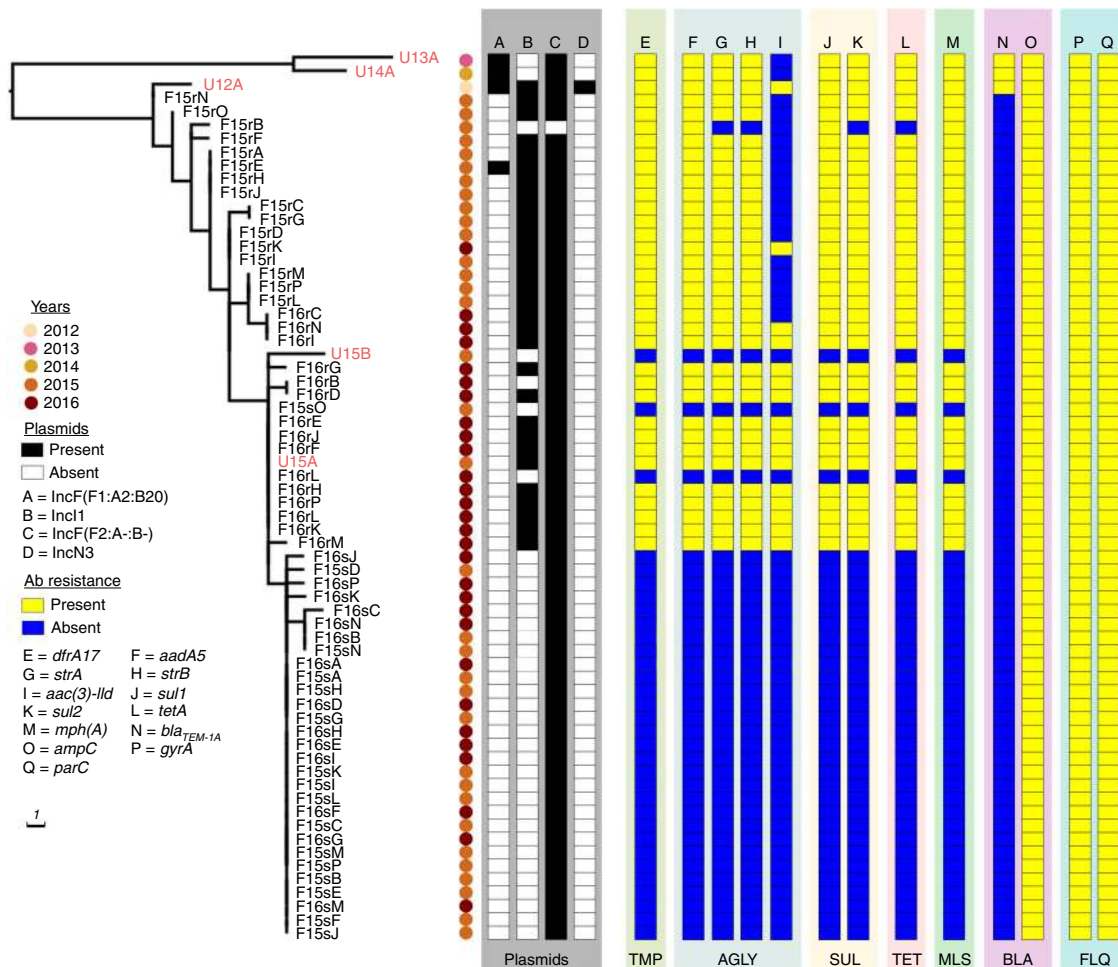 A B C D E F G H I J K L M N O P Q
U13A
U14A
U12A
F15rN
F15rO
F15rB
F15rF
F15rA
F15rE
F15rH
F15rJ
F15rC
F15rG
F15rD
F15rK
F15rI
F15rM
F15rP
F15rL
F16rC
F16rN
F16rI
U15B
F16rG
F16rB
F16rD
F15sO
F16rE
F16rJ
F16rF
U15A
F16rL
F16rH
F16rP
F16rL
F16rK
F16rM
F16sJ
F15sD
F16sP
F16sK
F16sC
F16sN
F16sB
F15sN
F16sA
F15sA
F15sH
F16sD
F15sG
F16sH
F16sE
F16sI
F15sK
F15sI
F15sL
F16sF
F15sC
F16sG
F15sM
F15sP
F15sB
F15sE
F16sM
F15sF
F15sJ
Years
2012
2013
2014
2015
2016
Plasmids
Present
Absent
A = IncF(F1:A2:B20)
B = IncI1
C = IncF(F2:A-:B-)
D = IncN3
Ab resistance
Present
Absent
E = dfrA17 F = aadA5
G = strA H = strB
I = aac(3)-lld J = sul1
K = sul2 L = tetA
M = mph(A) N = blaTEM-1A
O = ampC P = gyrA
Q = parC
1
Plasmids TMP AGLY SUL TET MLS BLA FLQ